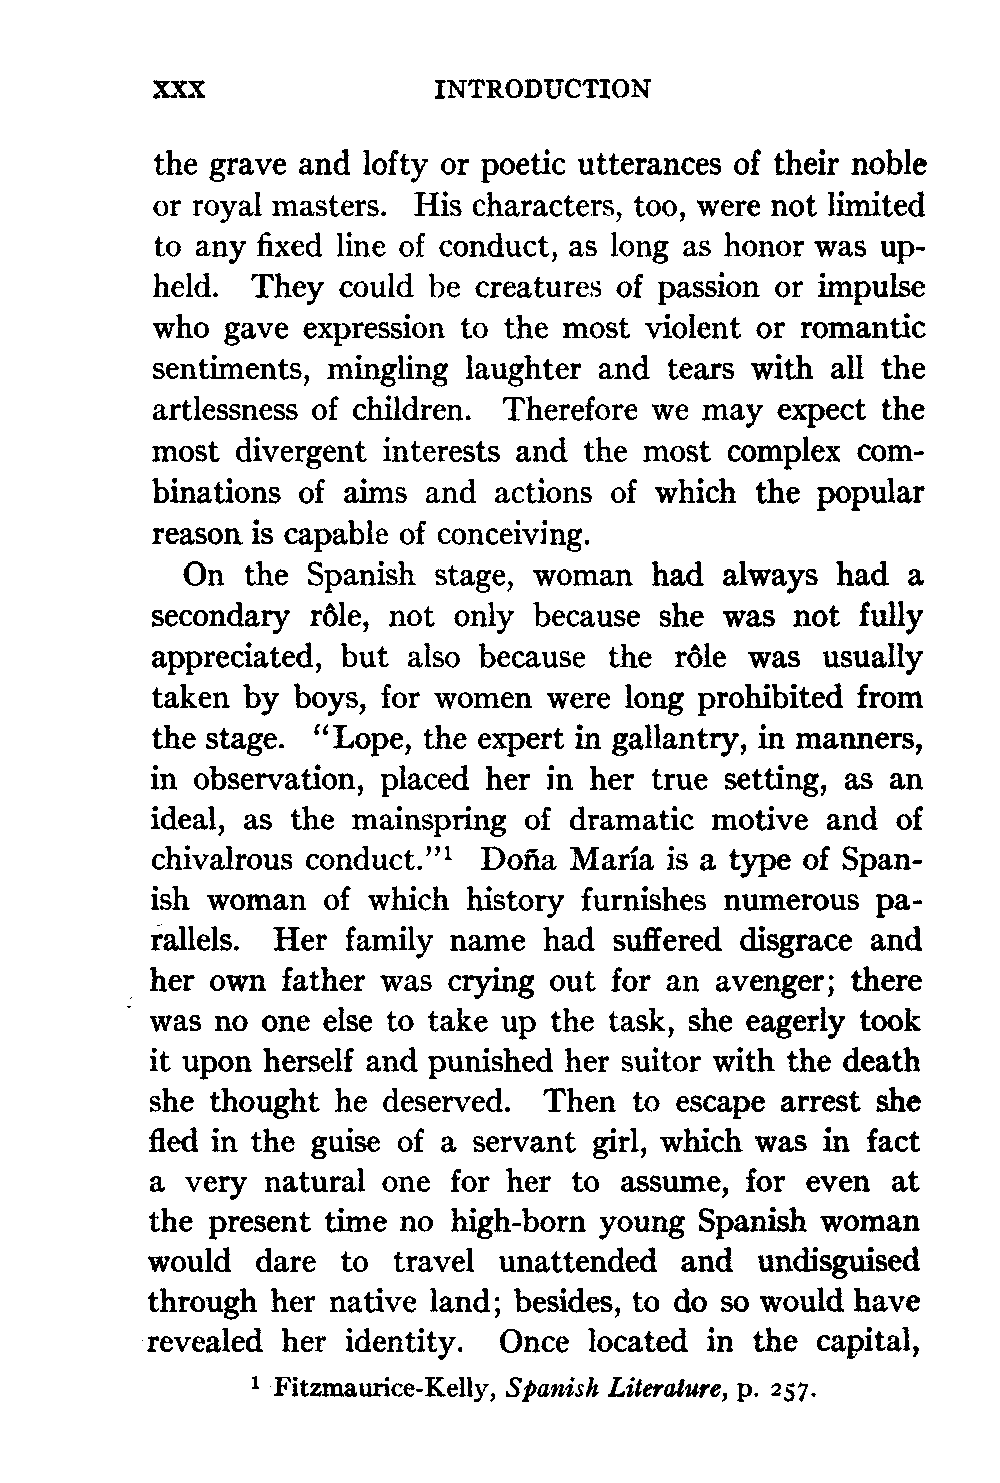 xxx INTRODUCTION
the grave and lofty or poetic utterances of their noble
or royal masters. His characters, too, were not limited
to any fixed line of conduct, as long as honor was up-
held. They could be creatures of passion or impulse
who gave expression to the most violent or romantic
sentiments, mingling laughter and tears with all the
artlessness of children. Therefore we may expect the
most divergent interests and the most complex com-
binations of aims and actions of which the popular
reason is capable of conceiving.
On the Spanish stage, woman had always had a
secondary rôle, not only because she was not fully
appreciated, but also because the rôle was usually
taken by boys, for women were long prohibited from
the stage. “Lope, the expert in gallantry, in manners,
in observation, placed her in her true setting, as an
ideal, as the mainspring of dramatic motive and of
chivalrous conduct.”¹ Doña María is a type of Span-
ish woman of which history furnishes numerous pa-
rallels. Her family name had suffered disgrace and
her own father was crying out for an avenger; there
was no one else to take up the task, she eagerly took
it upon herself and punished her suitor with the death
she thought he deserved. Then to escape arrest she
fled in the guise of a servant girl, which was in fact
a very natural one for her to assume, for even at
the present time no high-born young Spanish woman
would dare to travel unattended and undisguised
through her native land; besides, to do so would have
revealed her identity. Once located in the capital,
¹ Fitzmaurice-Kelly, Spanish Literature, p. 257.